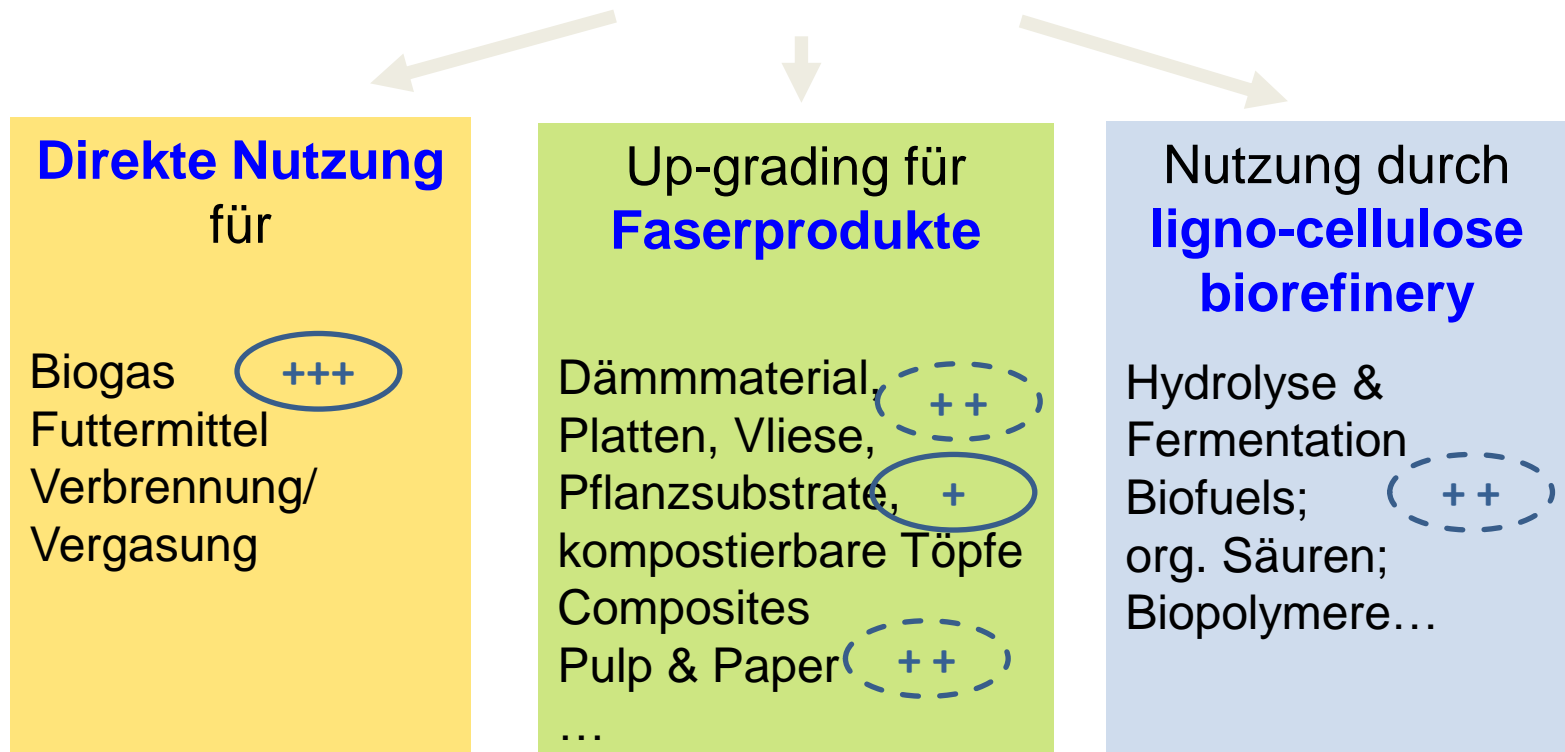 Direkte Nutzung
für
Biogas +++
Futtermittel
Verbrennung/
Vergasung
Up-grading für
Faserprodukte
Dämmmaterial,
+ +
Platten, Vliese,
Pflanzsubstrate, +
kompostierbare Töpfe
Composites
Pulp & Paper + +
…
Nutzung durch
ligno-cellulose
biorefinery
Hydrolyse &
Fermentation
Biofuels; + +
org. Säuren;
Biopolymere…